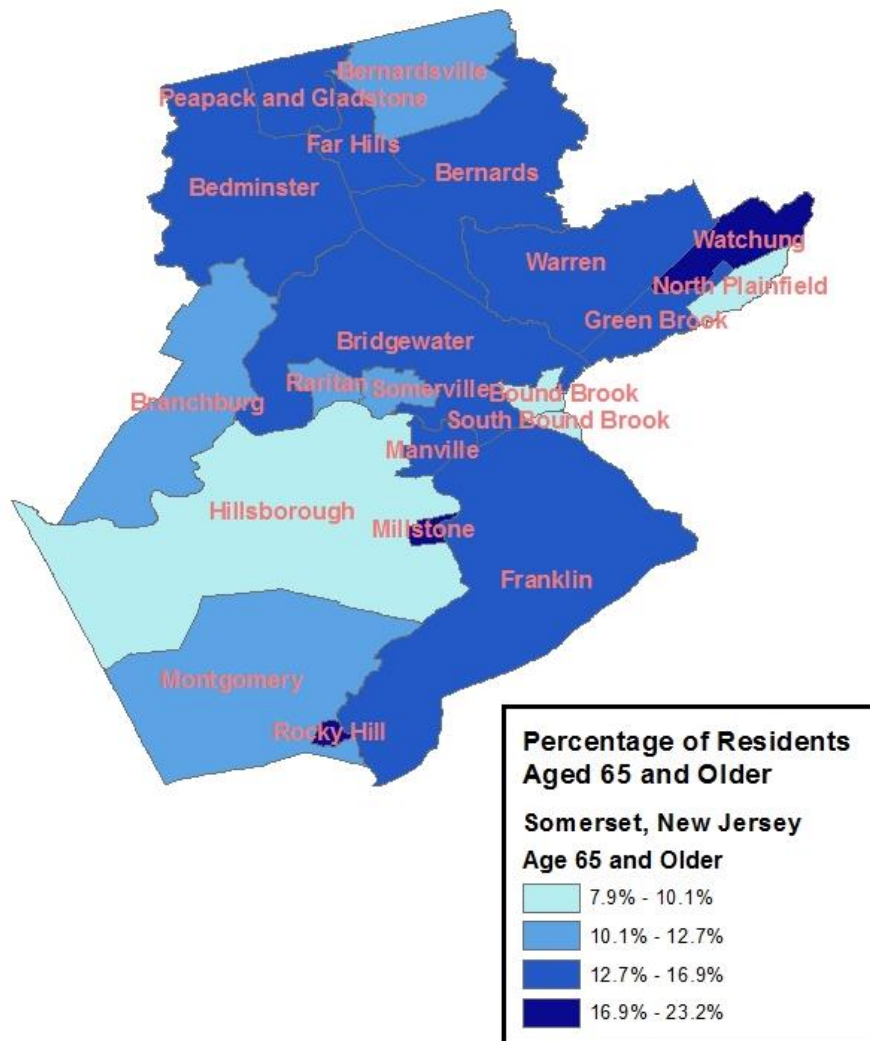 Bernardsville
Peapack and Gladstone
Far Hills
Bernards
Bedminster
Watchung
Warren
North Plainfield
Green Brook
Bridgewater
Raritan
Somerville
Bound Brook
Branchburg
South Bound Brook
Manville
Hillsborough
Millstone
Franklin
Montgomery
Rocky Hill
Percentage of Residents
Aged 65 and Older
Somerset, New Jersey
Age 65 and Older
7.9% - 10.1%
10.1% - 12.7%
12.7% - 16.9%
16.9% - 23.2%